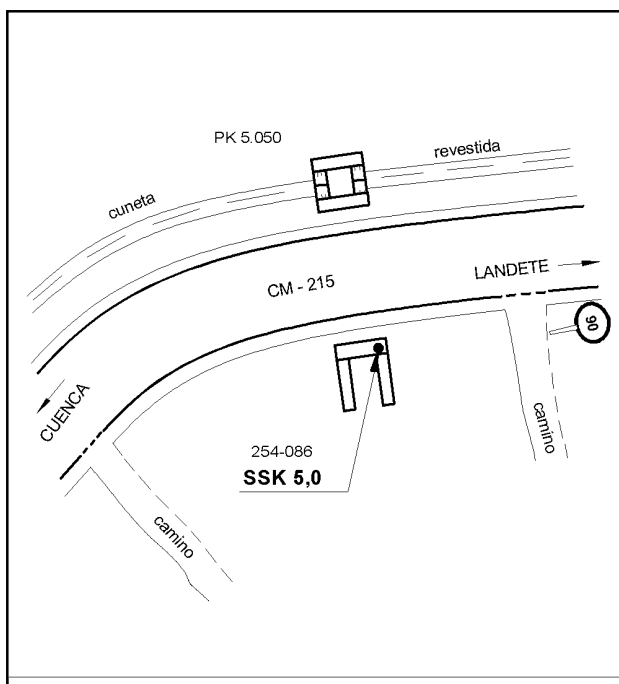 PK 5.050
revestida
cuneta
LANDETE
CM - 215
90
CUENCA
camino
254-086
SSK 5,0
camino